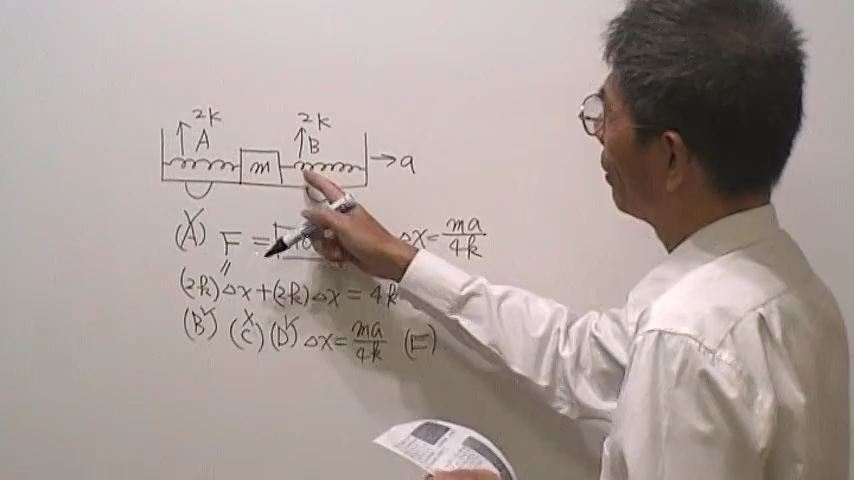 2k 2k
A B
m → a
(A) F = Δx = ma/4k
(2k)Δx + (2k)Δx = 4k
(B) (C) (D) Δx = ma/4k (E)